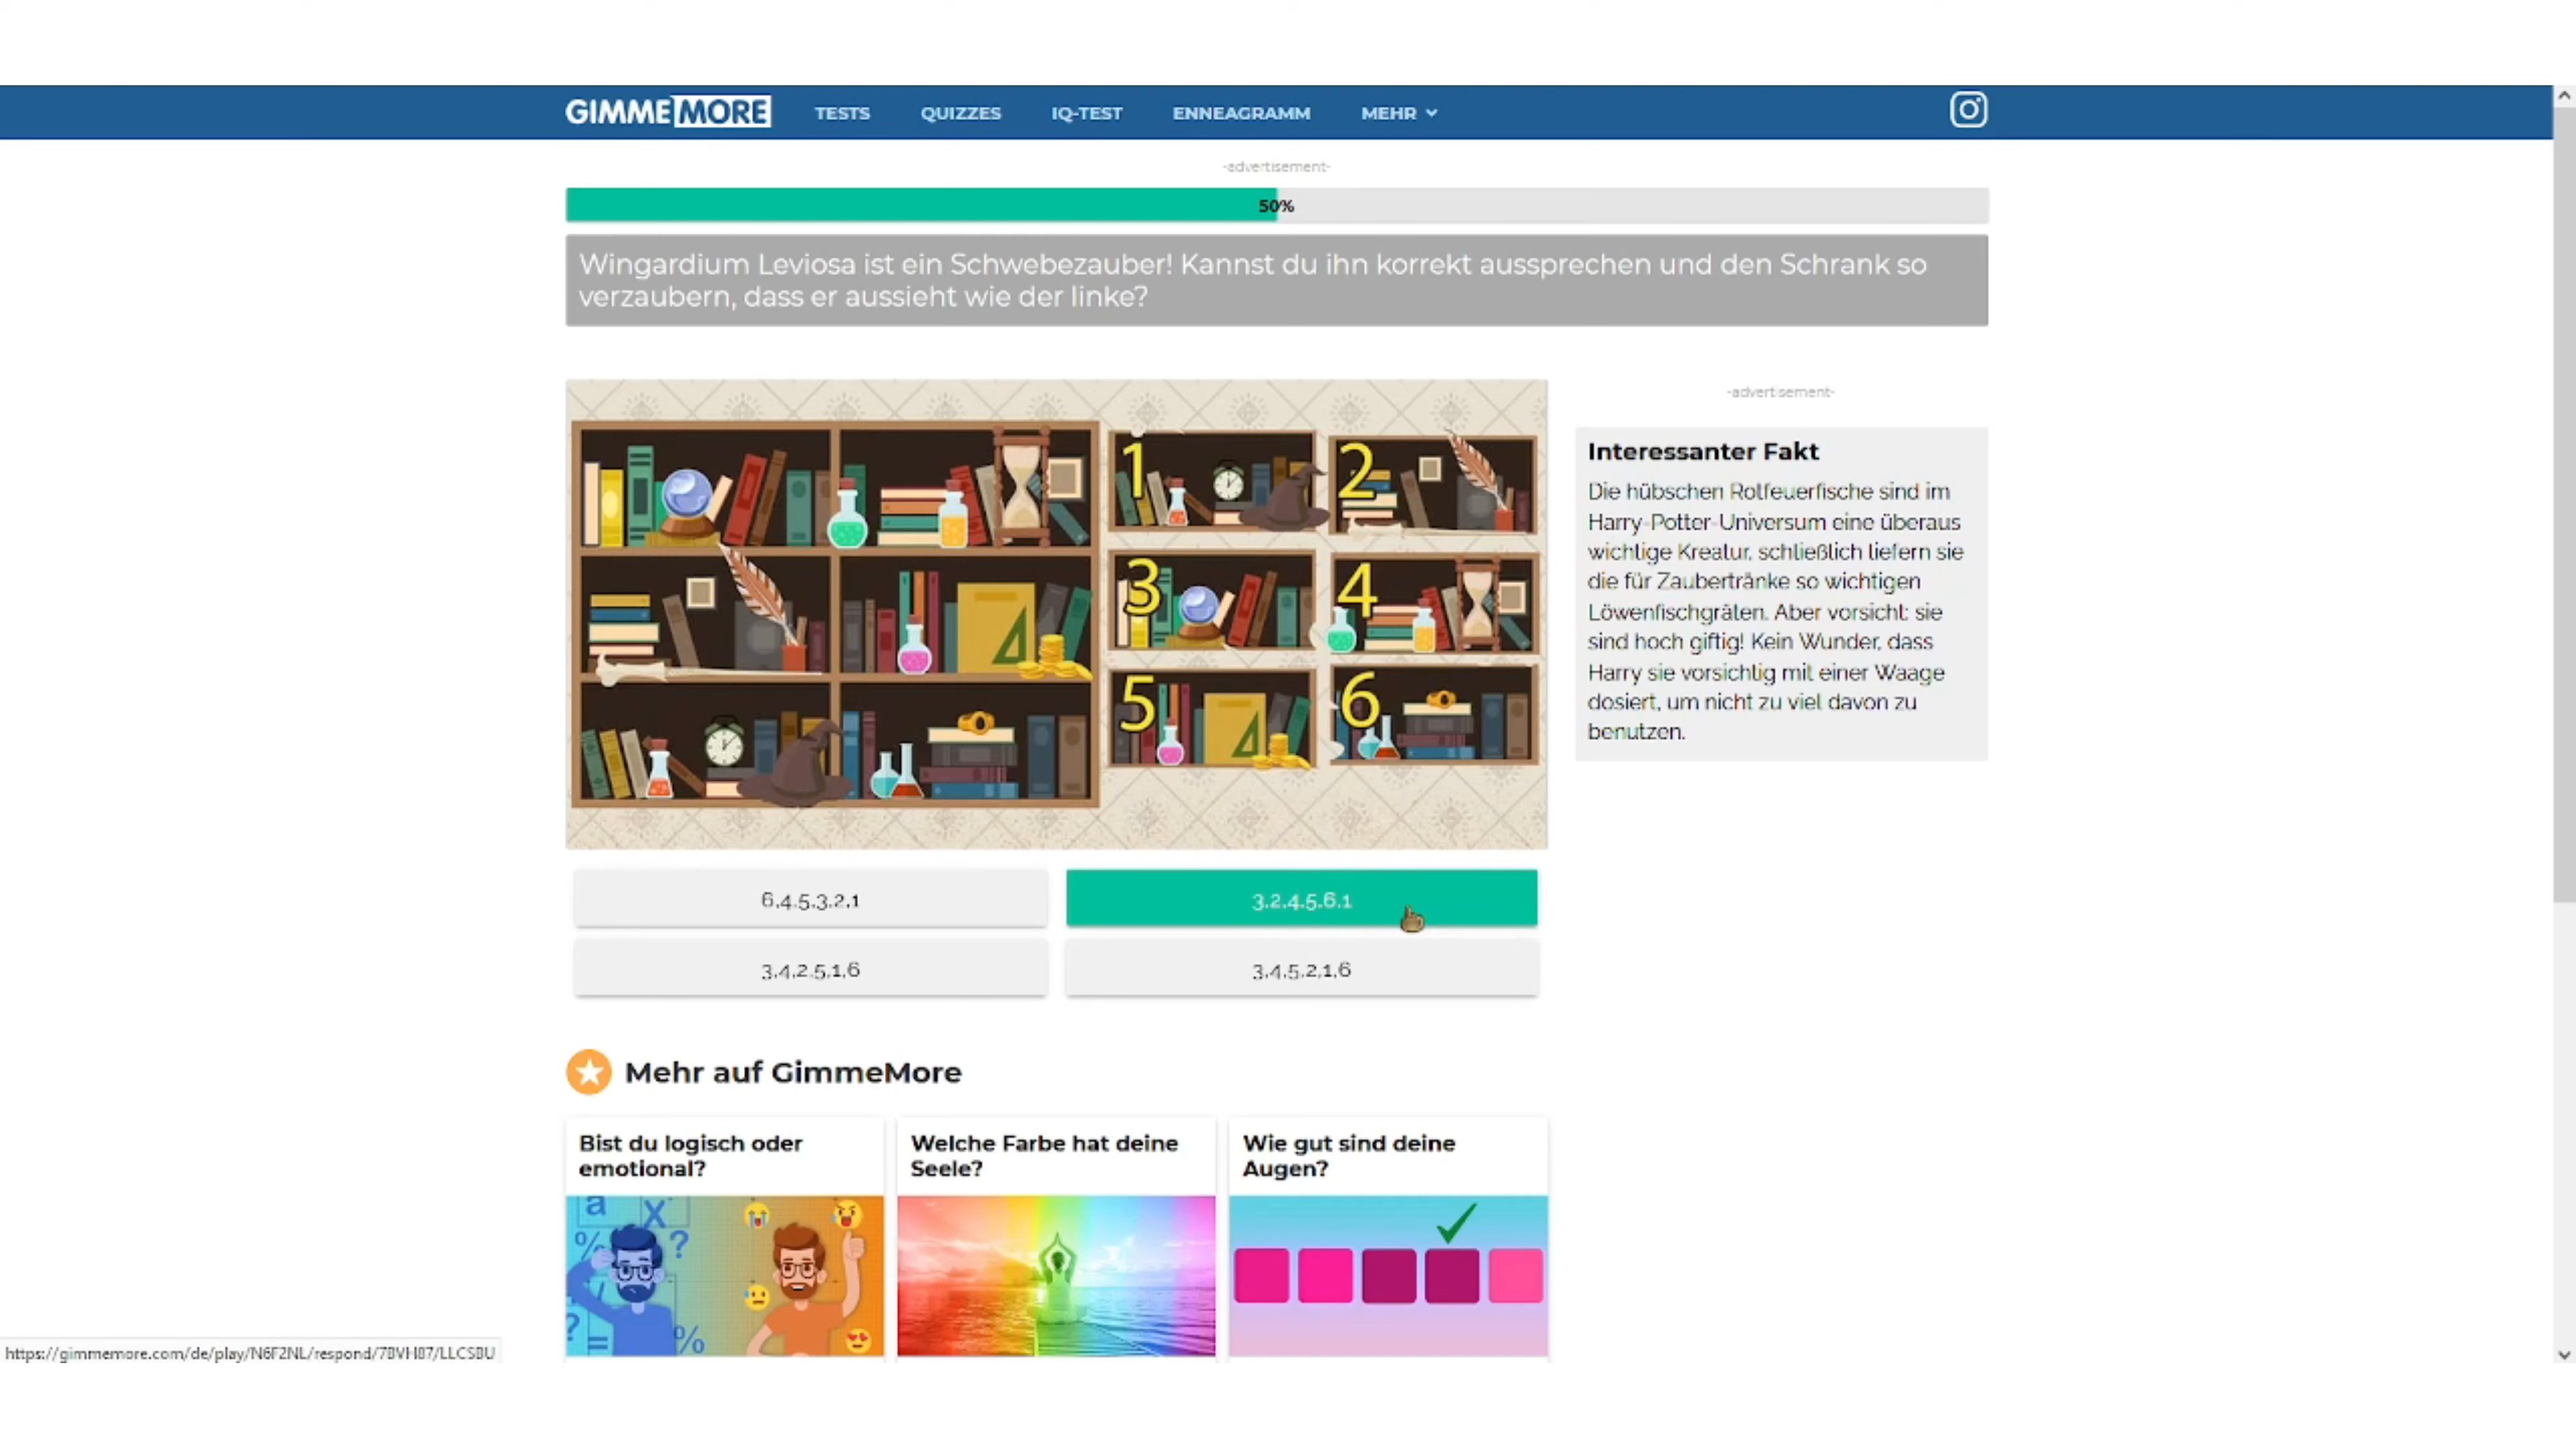 GIMMEMORE
TESTS
QUIZZES
IQ-TEST
ENNEAGRAMM
MEHR
-advertisement-
50%
Wingardium Leviosa ist ein Schwebezauber! Kannst du ihn korrekt aussprechen und den Schrank so
verzaubern, dass er aussieht wie der linke?
1
2
3
4
5
6
-advertisement-
Interessanter Fakt
Die hübschen Rotfeuerfische sind im
Harry-Potter-Universum eine überaus
wichtige Kreatur, schließlich liefern sie
die für Zaubertränke so wichtigen
Löwenfischgräten. Aber vorsicht: sie
sind hoch giftig! Kein Wunder, dass
Harry sie vorsichtig mit einer Waage
dosiert, um nicht zu viel davon zu
benutzen.
6,4,5,3,2,1
3,2,4,5,6,1
3,4,2,5,1,6
3,4,5,2,1,6
Mehr auf GimmeMore
Bist du logisch oder
emotional?
Welche Farbe hat deine
Seele?
Wie gut sind deine
Augen?
a
X
%
?
?
=
%
https://gimmemore.com/de/play/N6F2NL/respond/7BVH87/LLCSBU